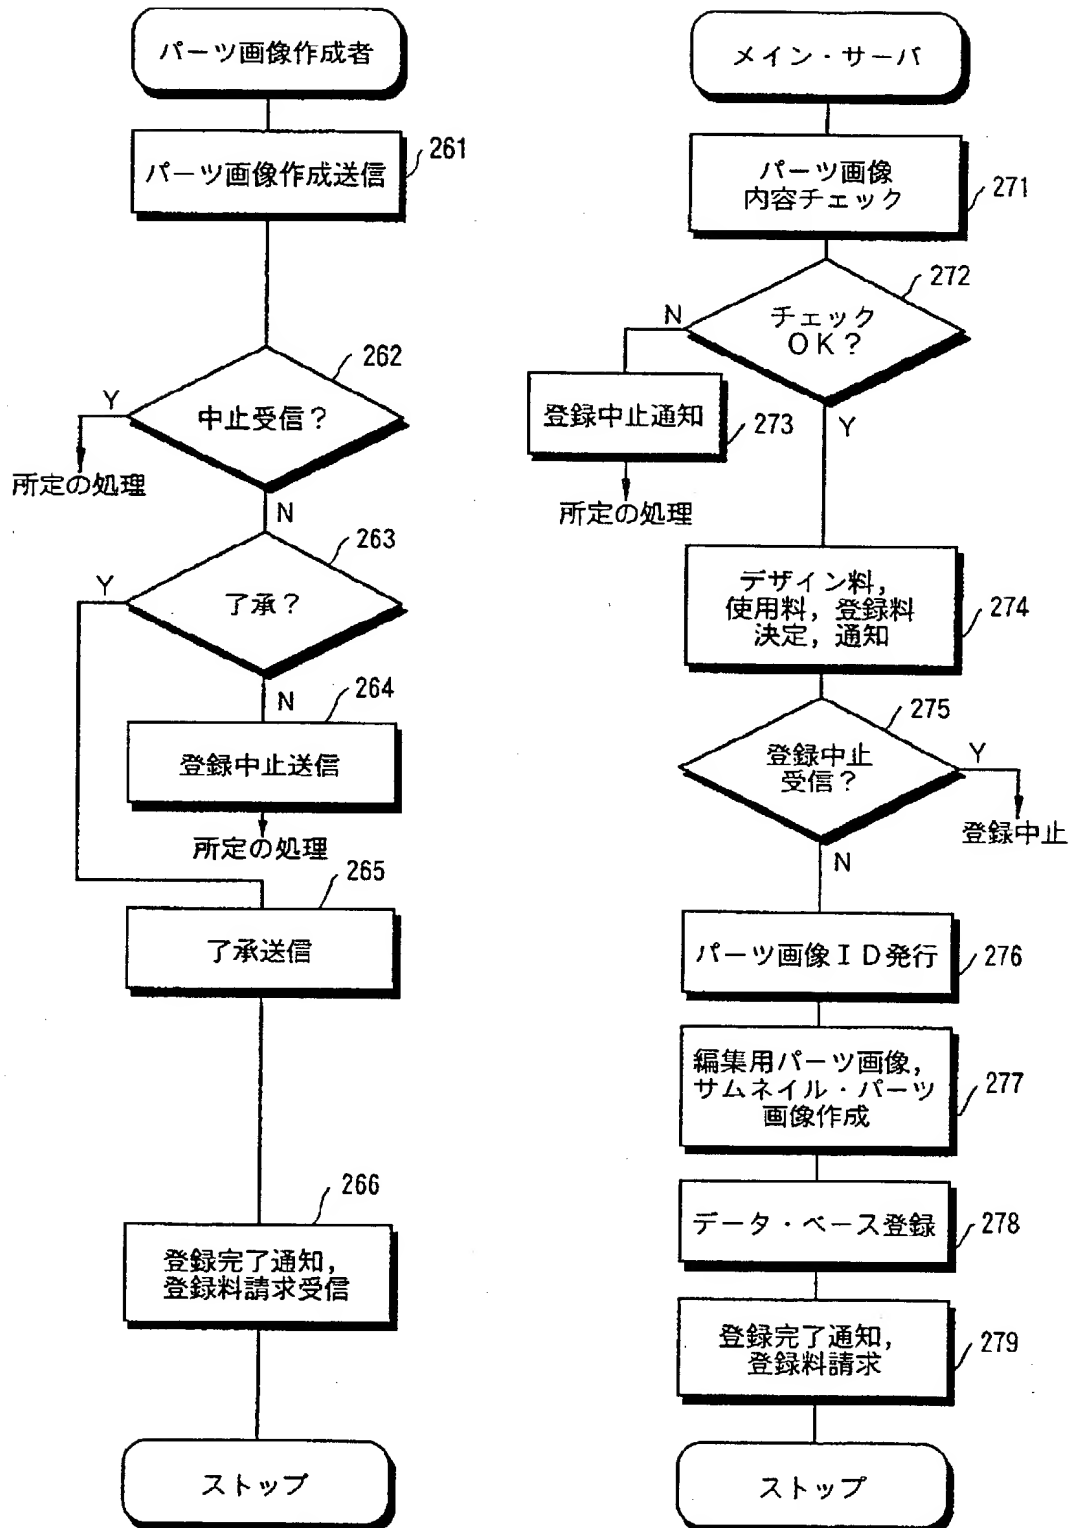 パーツ画像作成者
パーツ画像作成送信
261
262
中止受信?
Y
所定の処理
N
263
了承?
Y
N
264
登録中止送信
所定の処理
265
了承送信
266
登録完了通知,
登録料請求受信
ストップ
メイン・サーバ
パーツ画像
内容チェック
271
272
チェック
OK?
N
登録中止通知
273
所定の処理
Y
デザイン料,
使用料, 登録料
決定, 通知
274
275
登録中止
受信?
Y
登録中止
N
パーツ画像ID発行
276
編集用パーツ画像,
サムネイル・パーツ
画像作成
277
データ・ベース登録
278
登録完了通知,
登録料請求
279
ストップ